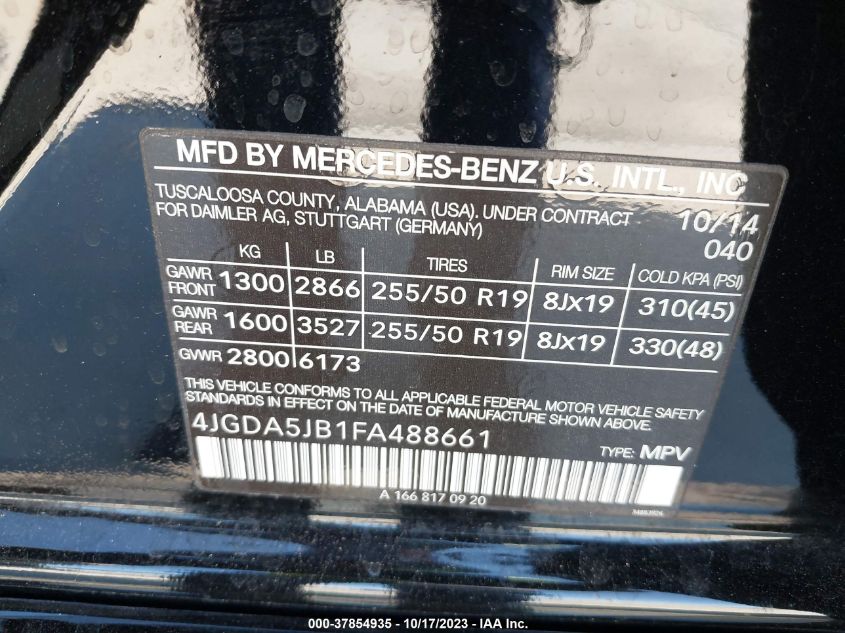 MFD BY MERCEDES-BENZ U.S. INTL., INC
TUSCALOOSA COUNTY, ALABAMA (USA). UNDER CONTRACT 10/14
FOR DAIMLER AG, STUTTGART (GERMANY) 040
KG LB TIRES RIM SIZE COLD KPA (PSI)
GAWR FRONT 1300 2866 255/50 R19 8Jx19 310(45)
GAWR REAR 1600 3527 255/50 R19 8Jx19 330(48)
GVWR 2800 6173
THIS VEHICLE CONFORMS TO ALL APPLICABLE FEDERAL MOTOR VEHICLE SAFETY
STANDARDS IN EFFECT ON THE DATE OF MANUFACTURE SHOWN ABOVE.
4JGDA5JB1FA488661 TYPE: MPV
A 166 817 09 20
000-37854935 - 10/17/2023 - IAA Inc.